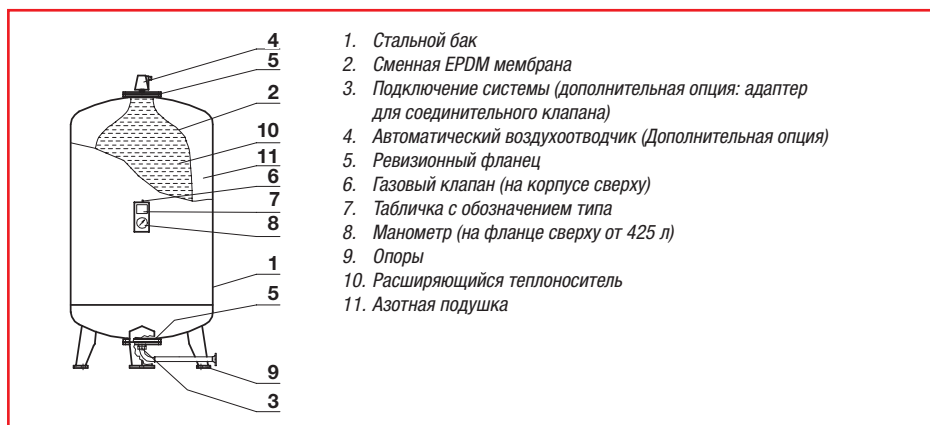 4
5
2
10
11
6
7
8
1
5
9
3
1. Стальной бак
2. Сменная EPDM мембрана
3. Подключение системы (дополнительная опция: адаптер
для соединительного клапана)
4. Автоматический воздухоотводчик (Дополнительная опция)
5. Ревизионный фланец
6. Газовый клапан (на корпусе сверху)
7. Табличка с обозначением типа
8. Манометр (на фланце сверху от 425 л)
9. Опоры
10. Расширяющийся теплоноситель
11. Азотная подушка